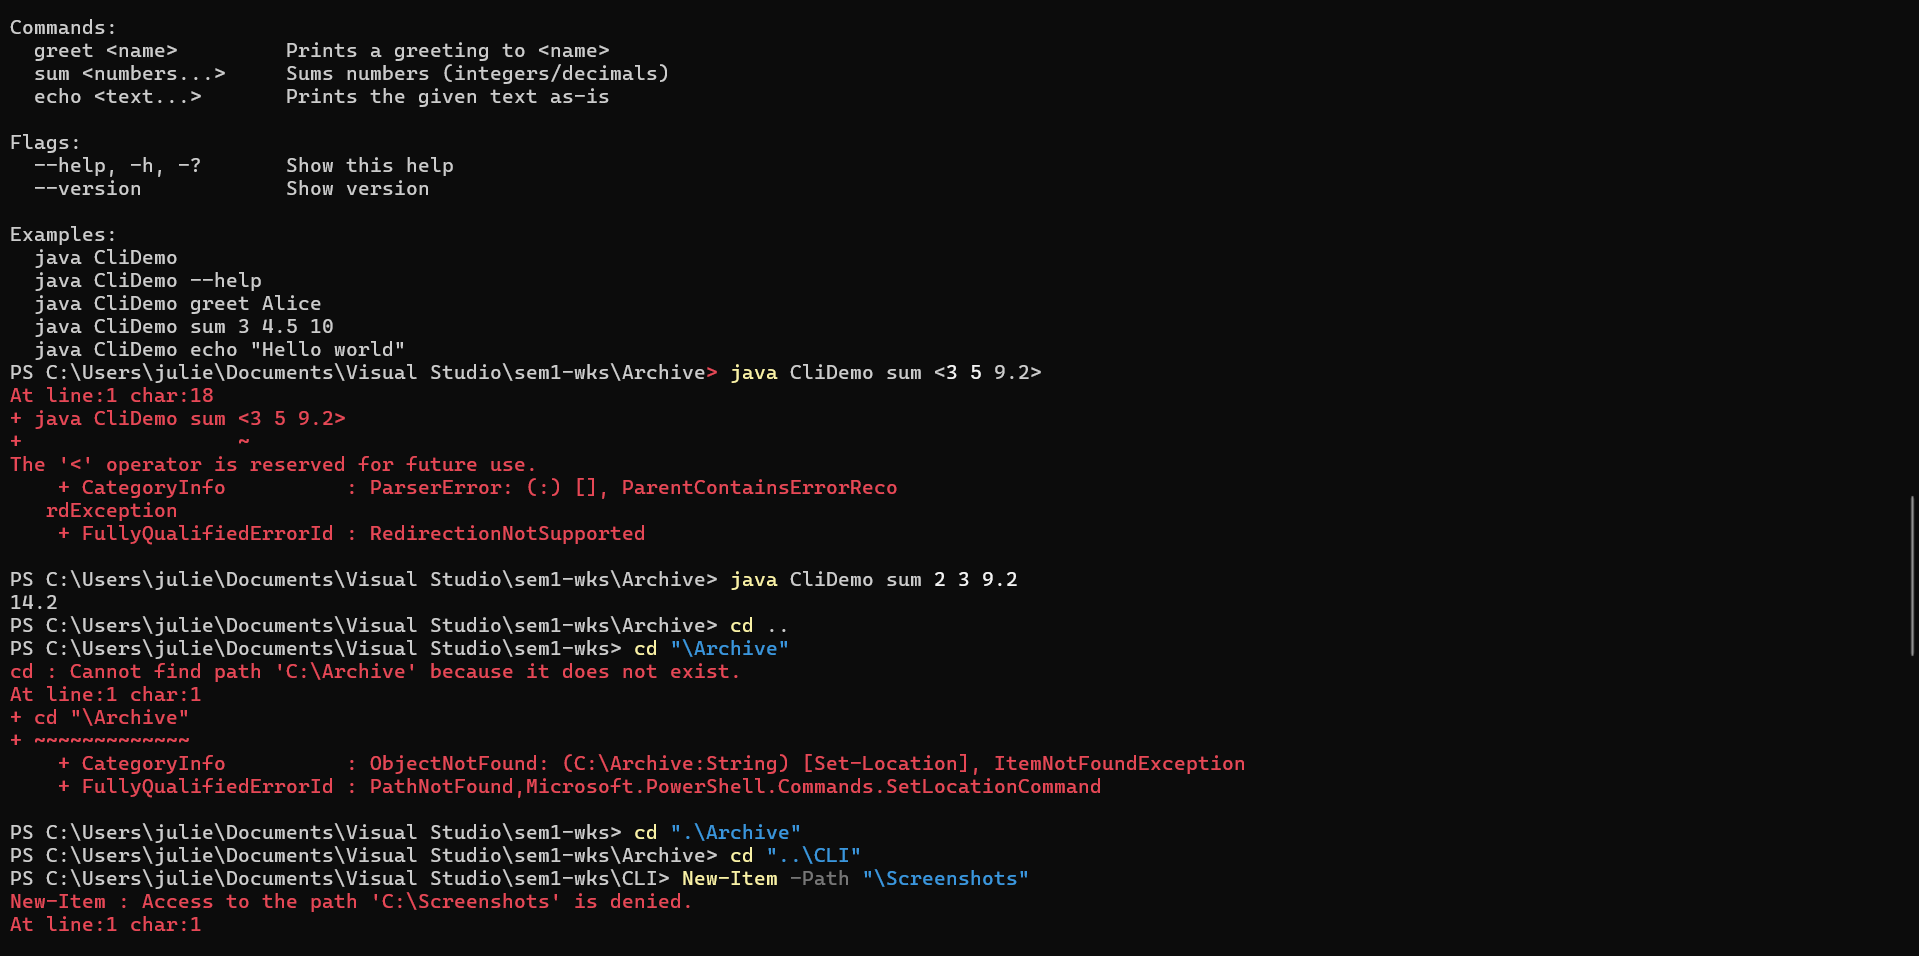 Commands:
  greet <name>         Prints a greeting to <name>
  sum <numbers...>     Sums numbers (integers/decimals)
  echo <text...>       Prints the given text as-is

Flags:
  --help, -h, -?       Show this help
  --version            Show version

Examples:
  java CliDemo
  java CliDemo --help
  java CliDemo greet Alice
  java CliDemo sum 3 4.5 10
  java CliDemo echo "Hello world"
PS C:\Users\julie\Documents\Visual Studio\sem1-wks\Archive> java CliDemo sum <3 5 9.2>
At line:1 char:18
+ java CliDemo sum <3 5 9.2>
+                  ~
The '<' operator is reserved for future use.
    + CategoryInfo          : ParserError: (:) [], ParentContainsErrorReco
   rdException
    + FullyQualifiedErrorId : RedirectionNotSupported

PS C:\Users\julie\Documents\Visual Studio\sem1-wks\Archive> java CliDemo sum 2 3 9.2
14.2
PS C:\Users\julie\Documents\Visual Studio\sem1-wks\Archive> cd ..
PS C:\Users\julie\Documents\Visual Studio\sem1-wks> cd "\Archive"
cd : Cannot find path 'C:\Archive' because it does not exist.
At line:1 char:1
+ cd "\Archive"
+ ~~~~~~~~~~~~~
    + CategoryInfo          : ObjectNotFound: (C:\Archive:String) [Set-Location], ItemNotFoundException
    + FullyQualifiedErrorId : PathNotFound,Microsoft.PowerShell.Commands.SetLocationCommand

PS C:\Users\julie\Documents\Visual Studio\sem1-wks> cd ".\Archive"
PS C:\Users\julie\Documents\Visual Studio\sem1-wks\Archive> cd "..\CLI"
PS C:\Users\julie\Documents\Visual Studio\sem1-wks\CLI> New-Item -Path "\Screenshots"
New-Item : Access to the path 'C:\Screenshots' is denied.
At line:1 char:1